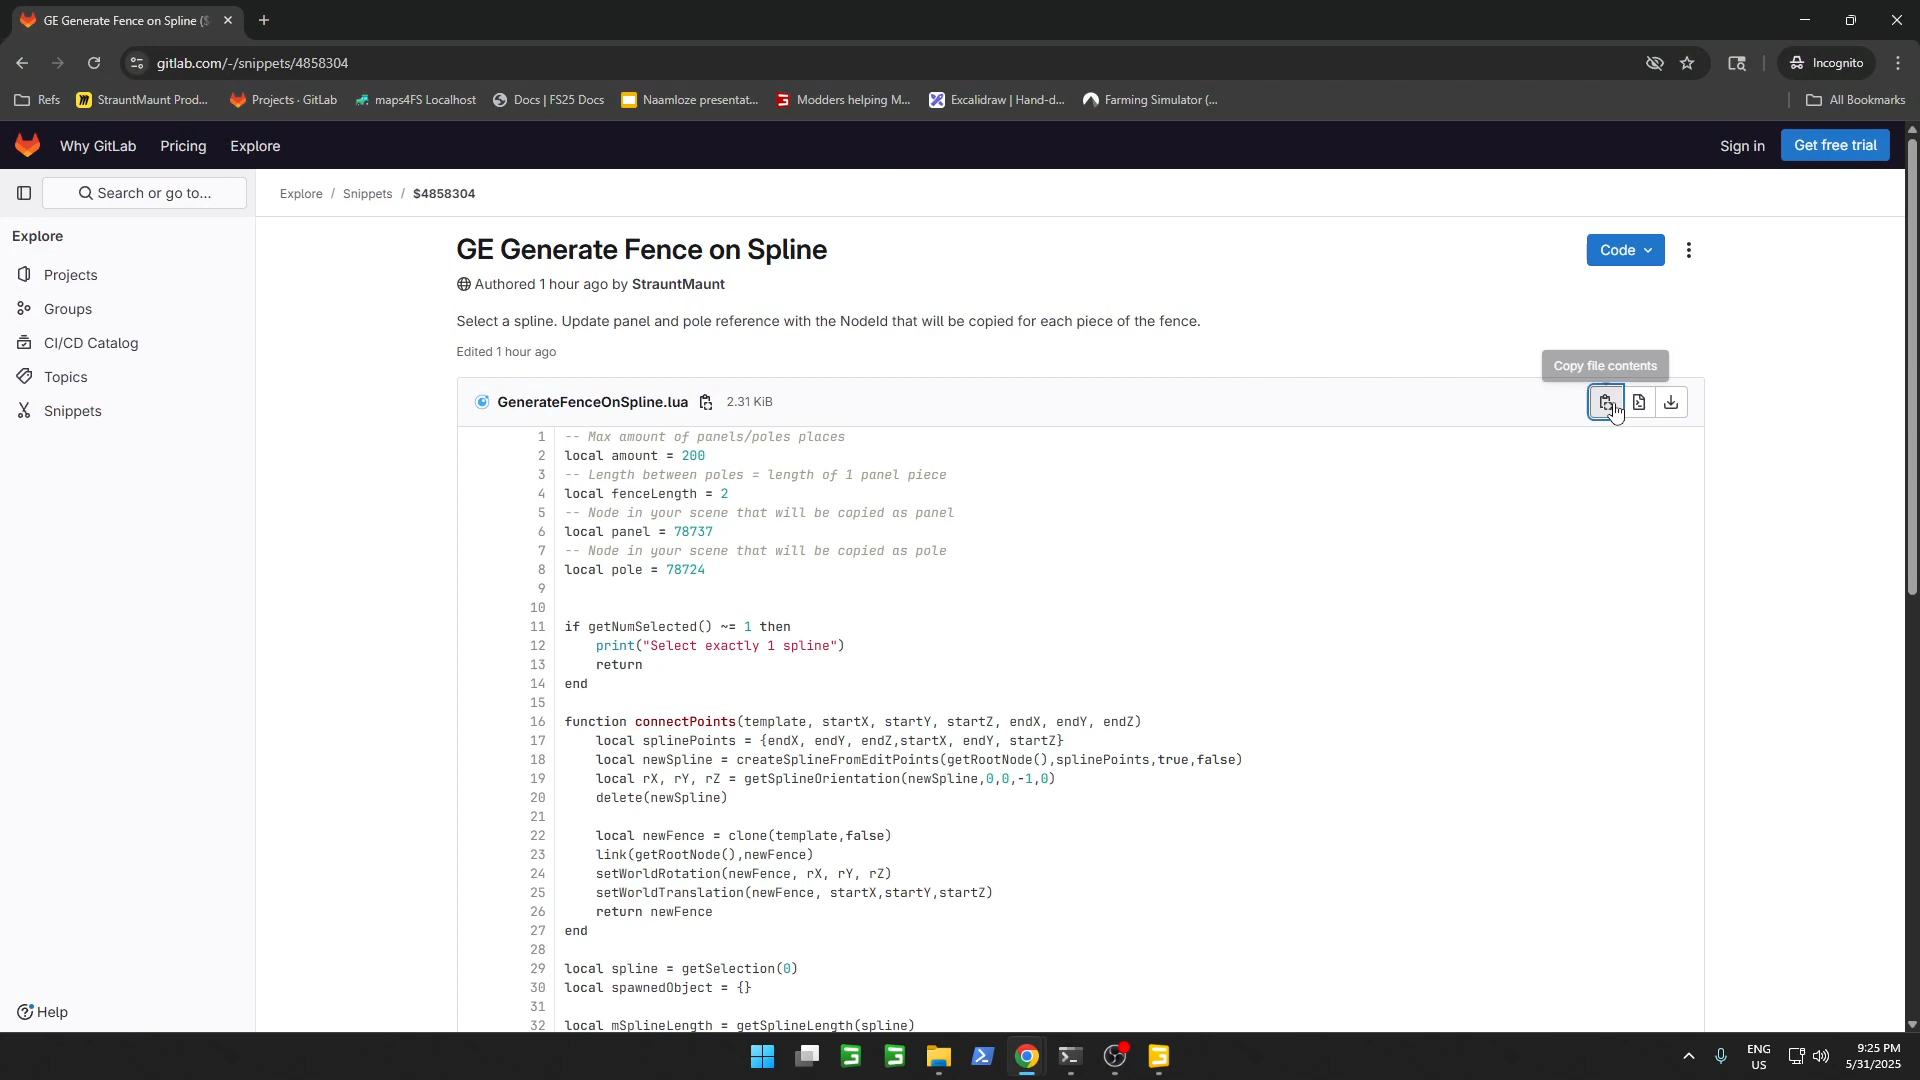 GE Generate Fence on Spline ($
gitlab.com/-/snippets/4858304
Incognito
Refs
StrauntMaunt Prod...
Projects · GitLab
maps4FS Localhost
Docs | FS25 Docs
Naamloze presentat...
Modders helping M...
Excalidraw | Hand-d...
Farming Simulator (...
All Bookmarks
Why GitLab
Pricing
Explore
Sign in
Get free trial
Search or go to...
Explore / Snippets / $4858304
Explore
Projects
Groups
CI/CD Catalog
Topics
Snippets
Help
GE Generate Fence on Spline
Code
Authored 1 hour ago by StrauntMaunt
Select a spline. Update panel and pole reference with the NodeId that will be copied for each piece of the fence.
Edited 1 hour ago
Copy file contents
GenerateFenceOnSpline.lua 2.31 KiB
1 -- Max amount of panels/poles places
2 local amount = 200
3 -- Length between poles = length of 1 panel piece
4 local fenceLength = 2
5 -- Node in your scene that will be copied as panel
6 local panel = 78737
7 -- Node in your scene that will be copied as pole
8 local pole = 78724
9
10
11 if getNumSelected() ~= 1 then
12 print("Select exactly 1 spline")
13 return
14 end
15
16 function connectPoints(template, startX, startY, startZ, endX, endY, endZ)
17 local splinePoints = {endX, endY, endZ,startX, endY, startZ}
18 local newSpline = createSplineFromEditPoints(getRootNode(),splinePoints,true,false)
19 local rX, rY, rZ = getSplineOrientation(newSpline,0,0,-1,0)
20 delete(newSpline)
21
22 local newFence = clone(template,false)
23 link(getRootNode(),newFence)
24 setWorldRotation(newFence, rX, rY, rZ)
25 setWorldTranslation(newFence, startX,startY,startZ)
26 return newFence
27 end
28
29 local spline = getSelection(0)
30 local spawnedObject = {}
31
32 local mSplineLength = getSplineLength(spline)
ENG
US
9:25 PM
5/31/2025